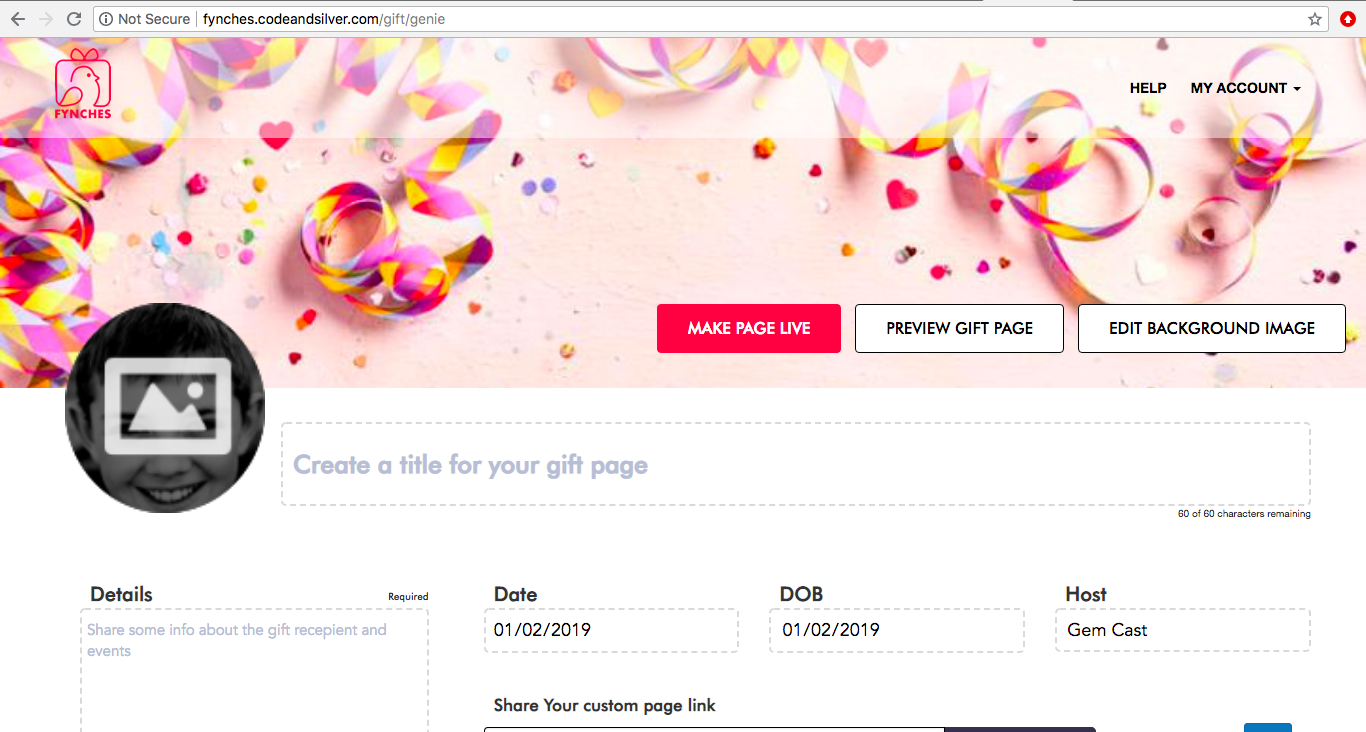 Not Secure fynches.codeandsilver.com/gift/genie
FYNCHES
HELP MY ACCOUNT
MAKE PAGE LIVE PREVIEW GIFT PAGE EDIT BACKGROUND IMAGE
Create a title for your gift page
60 of 60 characters remaining
Details Required Date DOB Host
Share some info about the gift recepient and
events
01/02/2019 01/02/2019 Gem Cast
Share Your custom page link